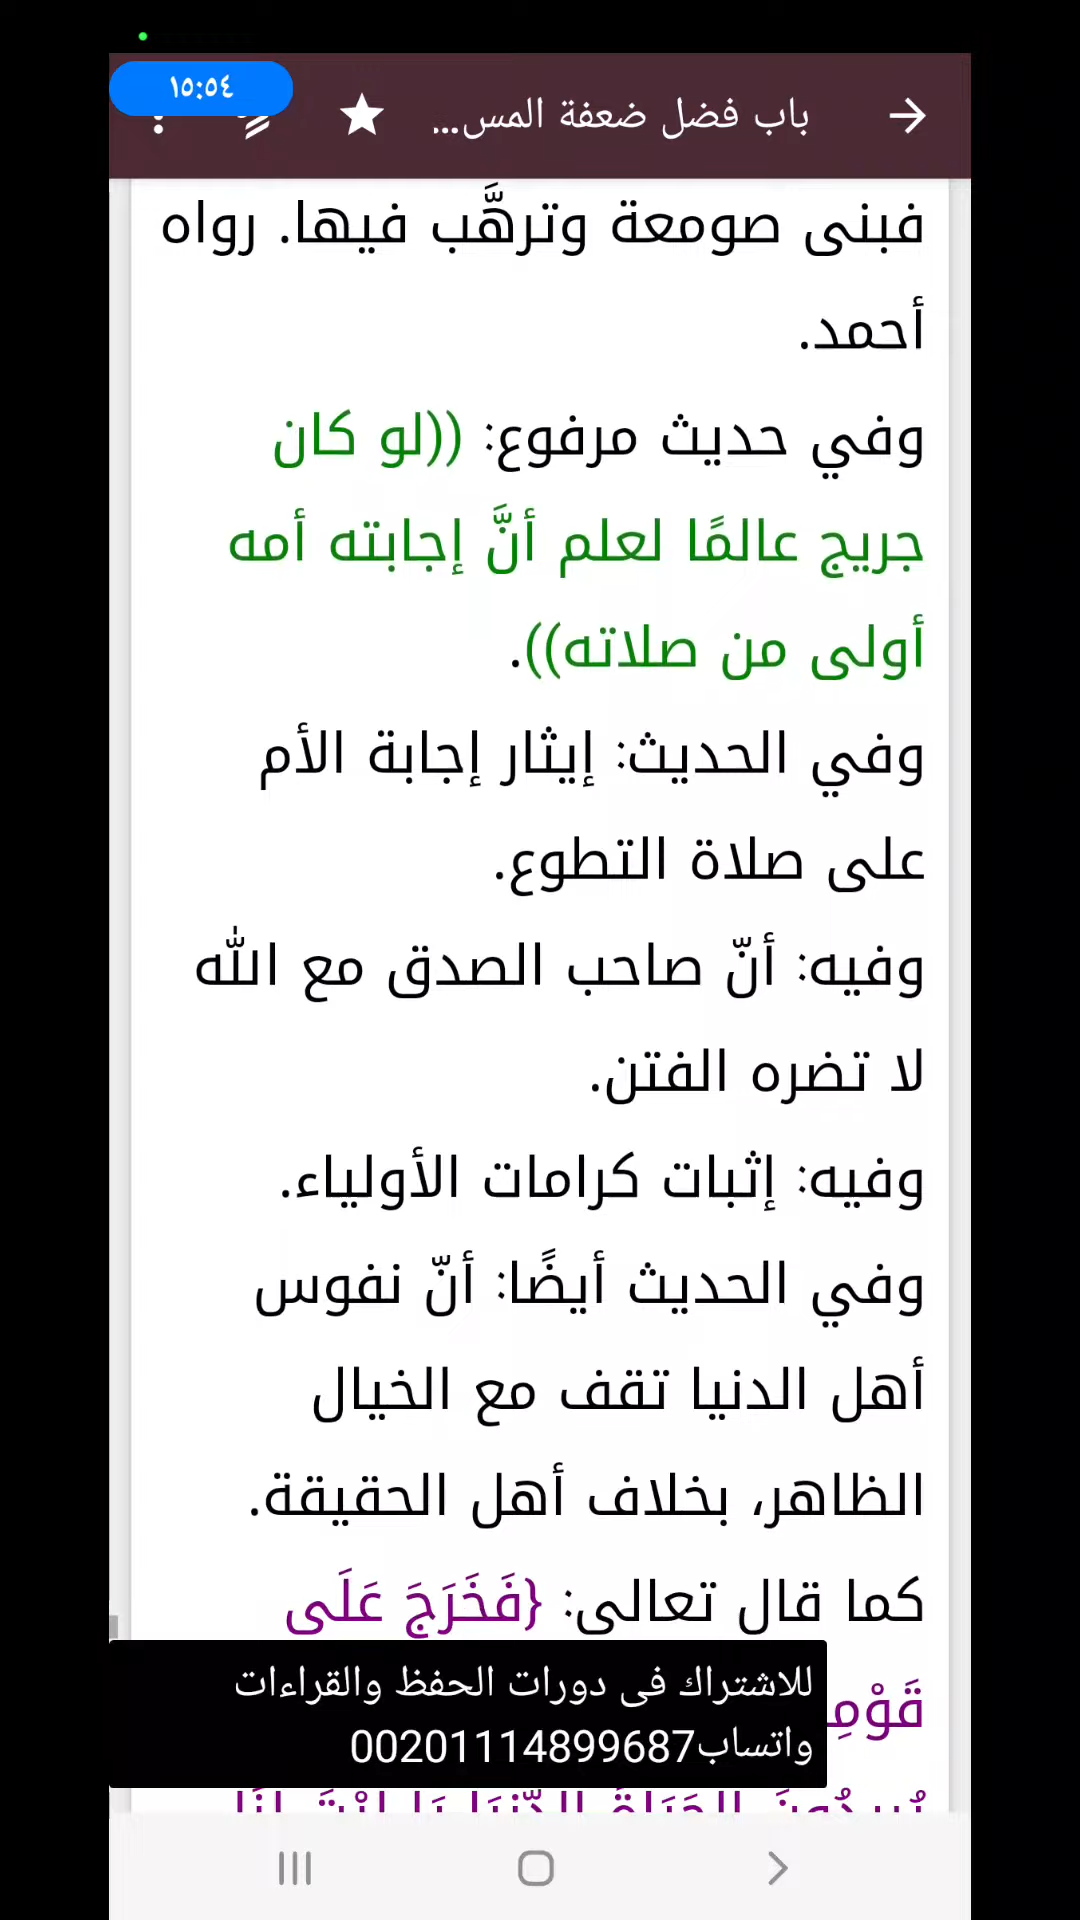 ١٥:٥٤
باب فضل ضعفة المس...
فبنى صومعة وترهَّب فيها. رواه
أحمد.
وفي حديث مرفوع: ((لو كان
جريج عالمًا لعلم أنَّ إجابته أمه
أولى من صلاته)).
وفي الحديث: إيثار إجابة الأم
على صلاة التطوع.
وفيه: أنّ صاحب الصدق مع الله
لا تضره الفتن.
وفيه: إثبات كرامات الأولياء.
وفي الحديث أيضًا: أنّ نفوس
أهل الدنيا تقف مع الخيال
الظاهر، بخلاف أهل الحقيقة.
كما قال تعالى: {فَخَرَجَ عَلَى
للاشتراك فى دورات الحفظ والقراءات
واتساب00201114899687